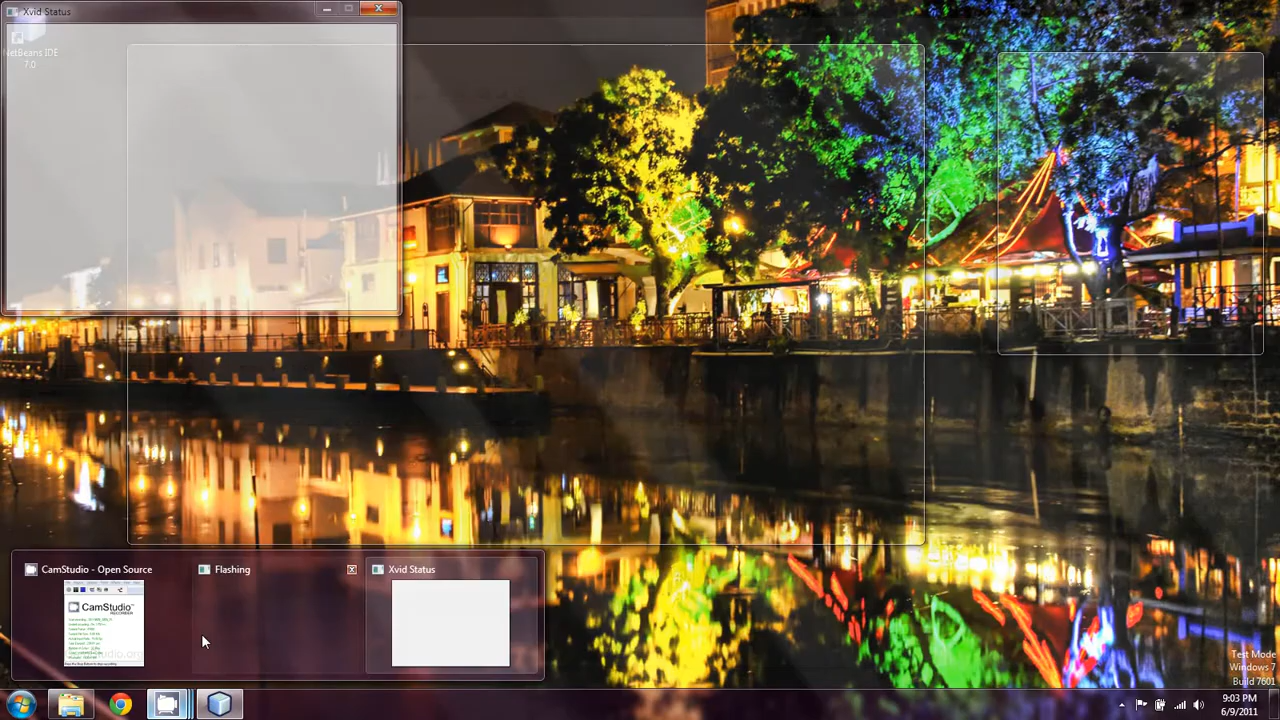 Xvid Status
NetBeans IDE
7.0
CamStudio - Open Source
Flashing
Xvid Status
CamStudio
RECORDER
Test Mode
Windows 7
Build 7601
9:03 PM
6/9/2011